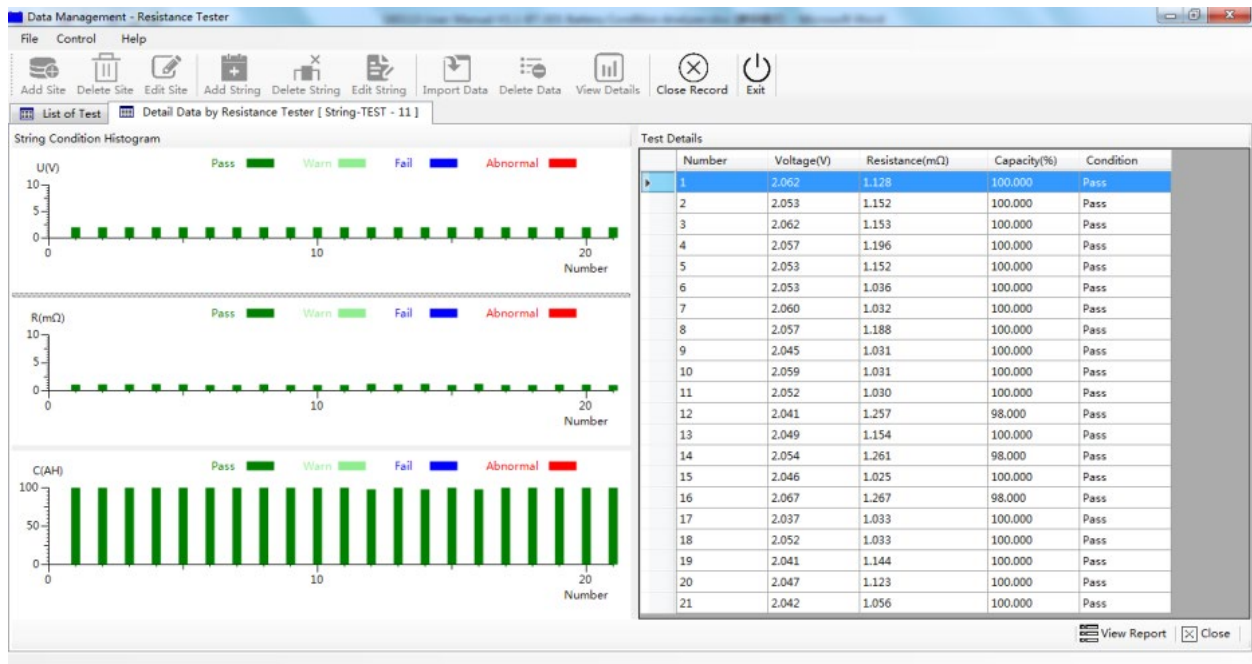 Data Management - Resistance Tester
File Control Help
Add Site Delete Site Edit Site Add String Delete String Edit String Import Data Delete Data View Details Close Record Exit
List of Test Detail Data by Resistance Tester [ String-TEST - 11 ]
String Condition Histogram
U(V) Pass Warn Fail Abnormal
10
5
0
0 10 20
Number
R(mΩ) Pass Warn Fail Abnormal
10
5
0
0 10 20
Number
C(AH) Pass Warn Fail Abnormal
100
50
0
0 10 20
Number
Test Details
Number Voltage(V) Resistance(mΩ) Capacity(%) Condition
1 2.062 1.128 100.000 Pass
2 2.053 1.152 100.000 Pass
3 2.062 1.153 100.000 Pass
4 2.057 1.196 100.000 Pass
5 2.053 1.152 100.000 Pass
6 2.053 1.036 100.000 Pass
7 2.060 1.032 100.000 Pass
8 2.057 1.188 100.000 Pass
9 2.045 1.031 100.000 Pass
10 2.059 1.031 100.000 Pass
11 2.052 1.030 100.000 Pass
12 2.041 1.257 98.000 Pass
13 2.049 1.154 100.000 Pass
14 2.054 1.261 98.000 Pass
15 2.046 1.025 100.000 Pass
16 2.067 1.267 98.000 Pass
17 2.037 1.033 100.000 Pass
18 2.052 1.033 100.000 Pass
19 2.041 1.144 100.000 Pass
20 2.047 1.123 100.000 Pass
21 2.042 1.056 100.000 Pass
View Report Close